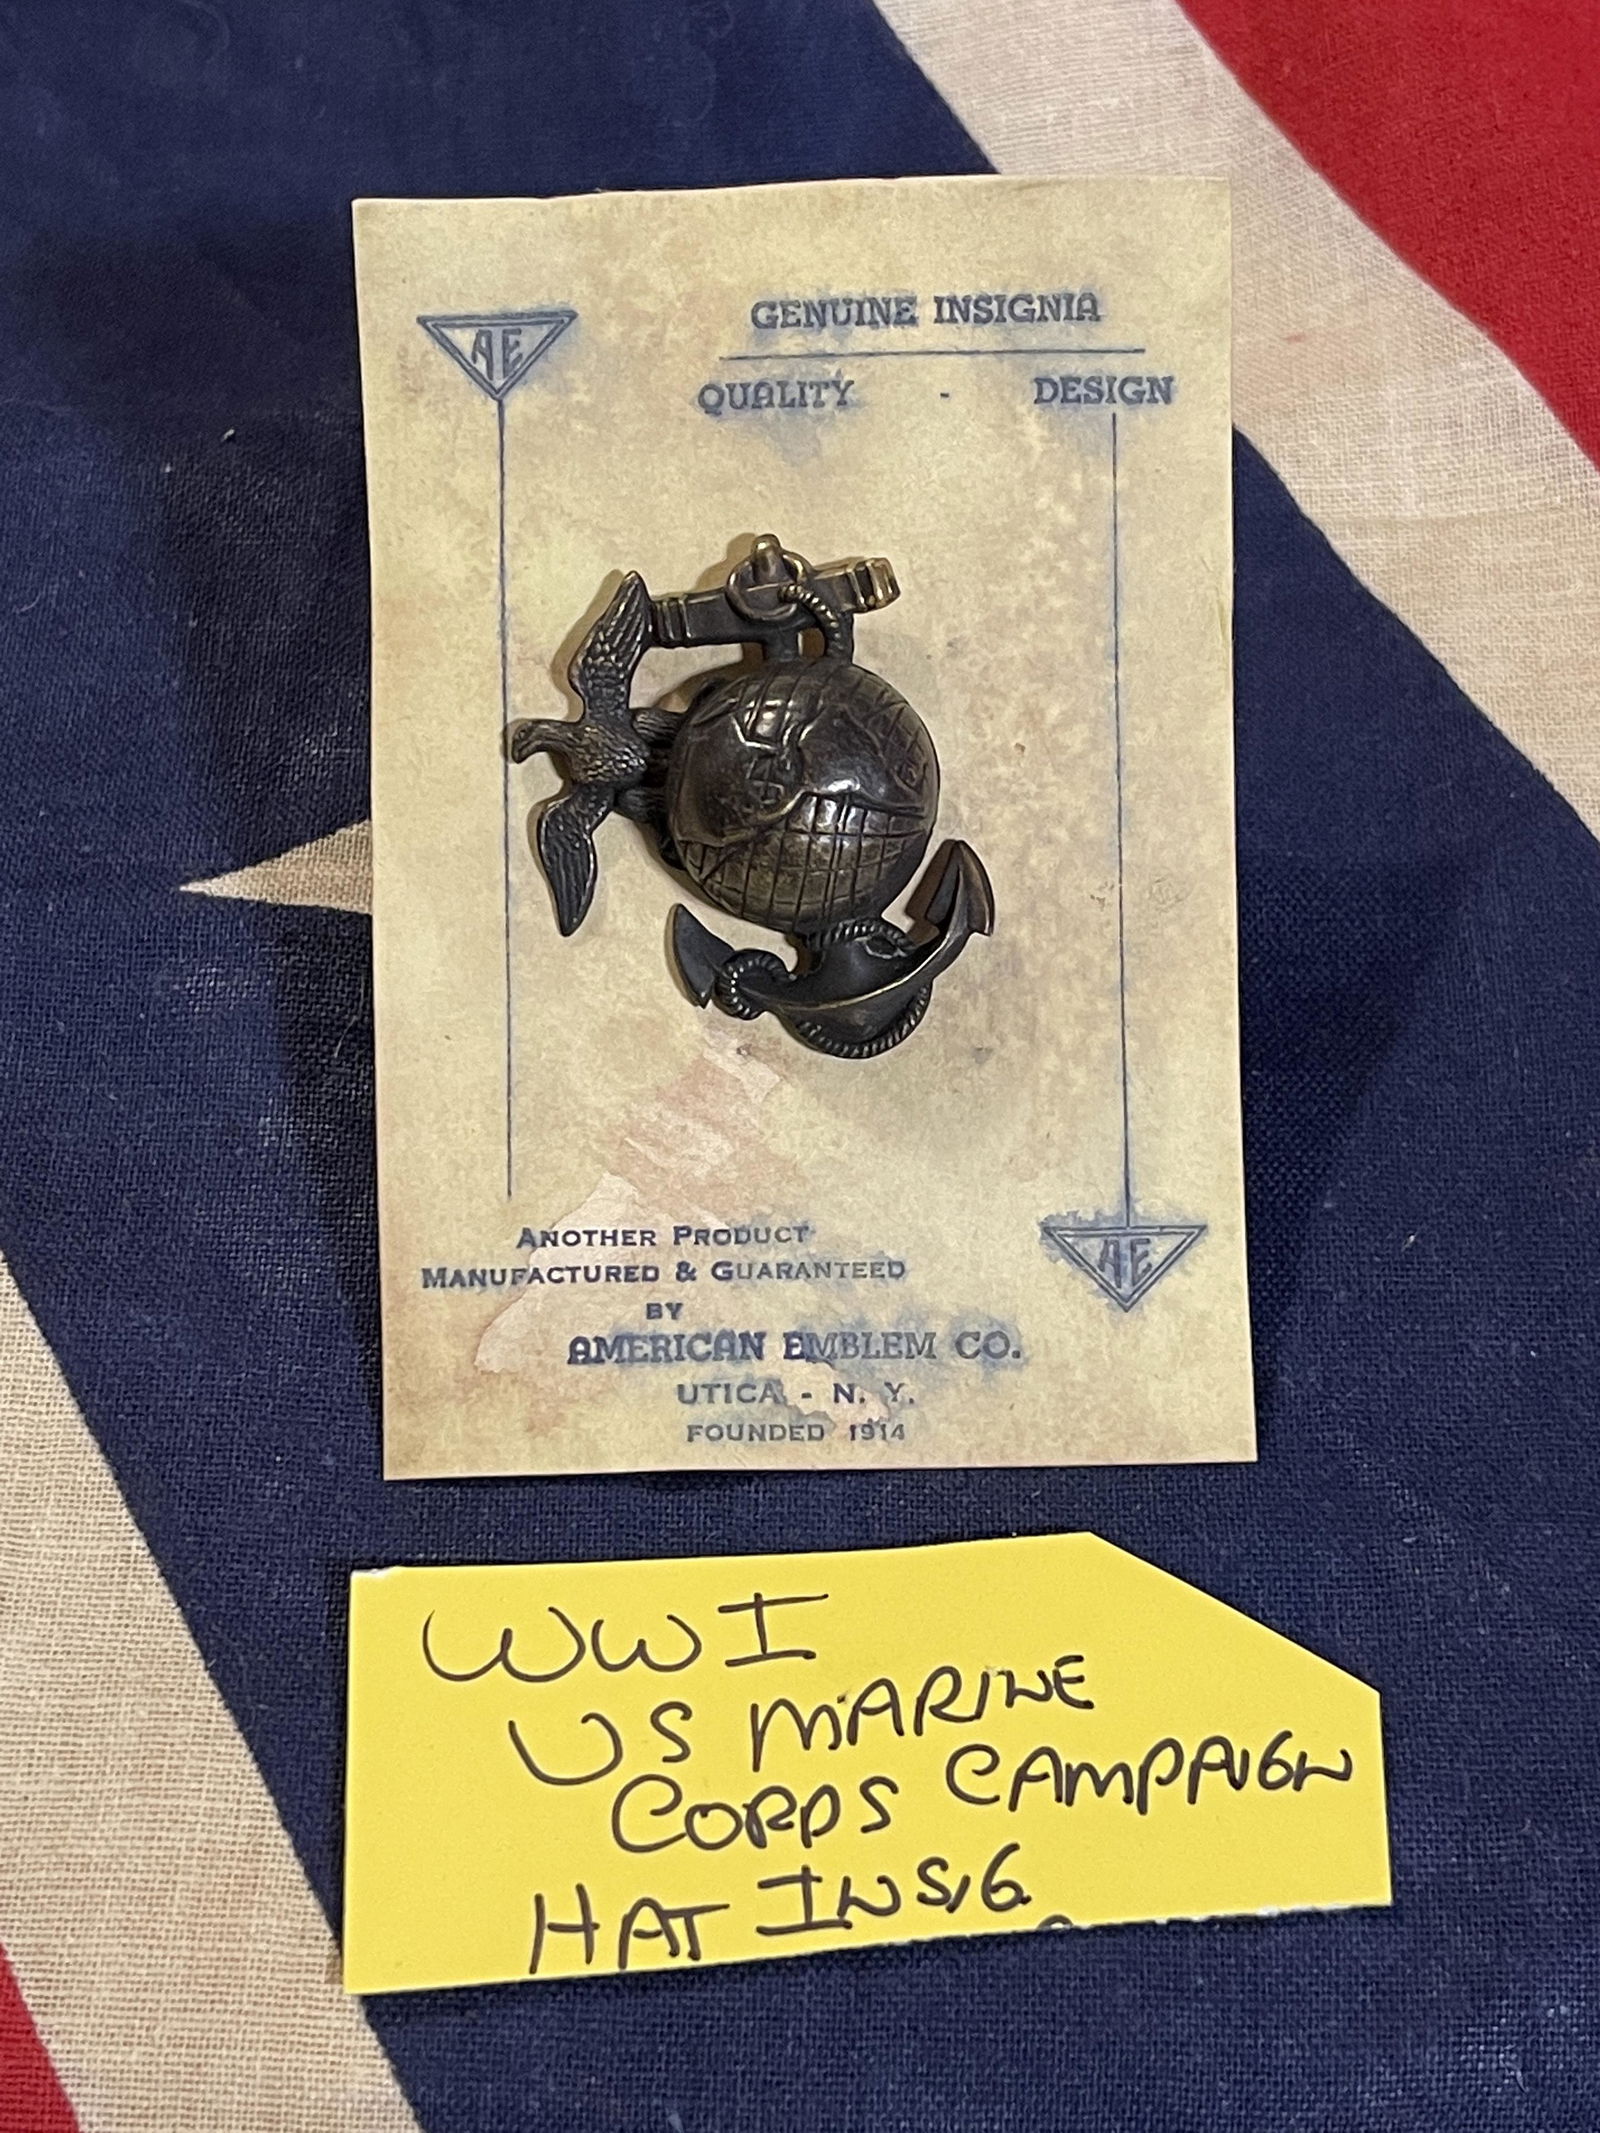 AE
GENUINE INSIGNIA
QUALITY - DESIGN
ANOTHER PRODUCT
MANUFACTURED & GUARANTEED
BY
AMERICAN EMBLEM CO.
UTICA - N. Y.
FOUNDED 1914
AE
WWI
US MARINE
CORPS CAMPAIGN
HAT INSIG